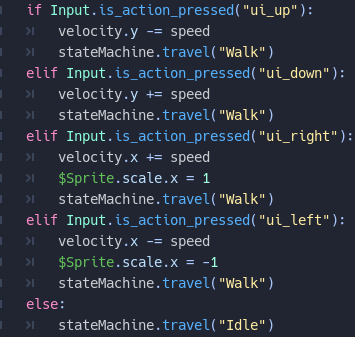 if Input.is_action_pressed("ui_up"):
    velocity.y -= speed
    stateMachine.travel("Walk")
elif Input.is_action_pressed("ui_down"):
    velocity.y += speed
    stateMachine.travel("Walk")
elif Input.is_action_pressed("ui_right"):
    velocity.x += speed
    $Sprite.scale.x = 1
    stateMachine.travel("Walk")
elif Input.is_action_pressed("ui_left"):
    velocity.x -= speed
    $Sprite.scale.x = -1
    stateMachine.travel("Walk")
else:
    stateMachine.travel("Idle")